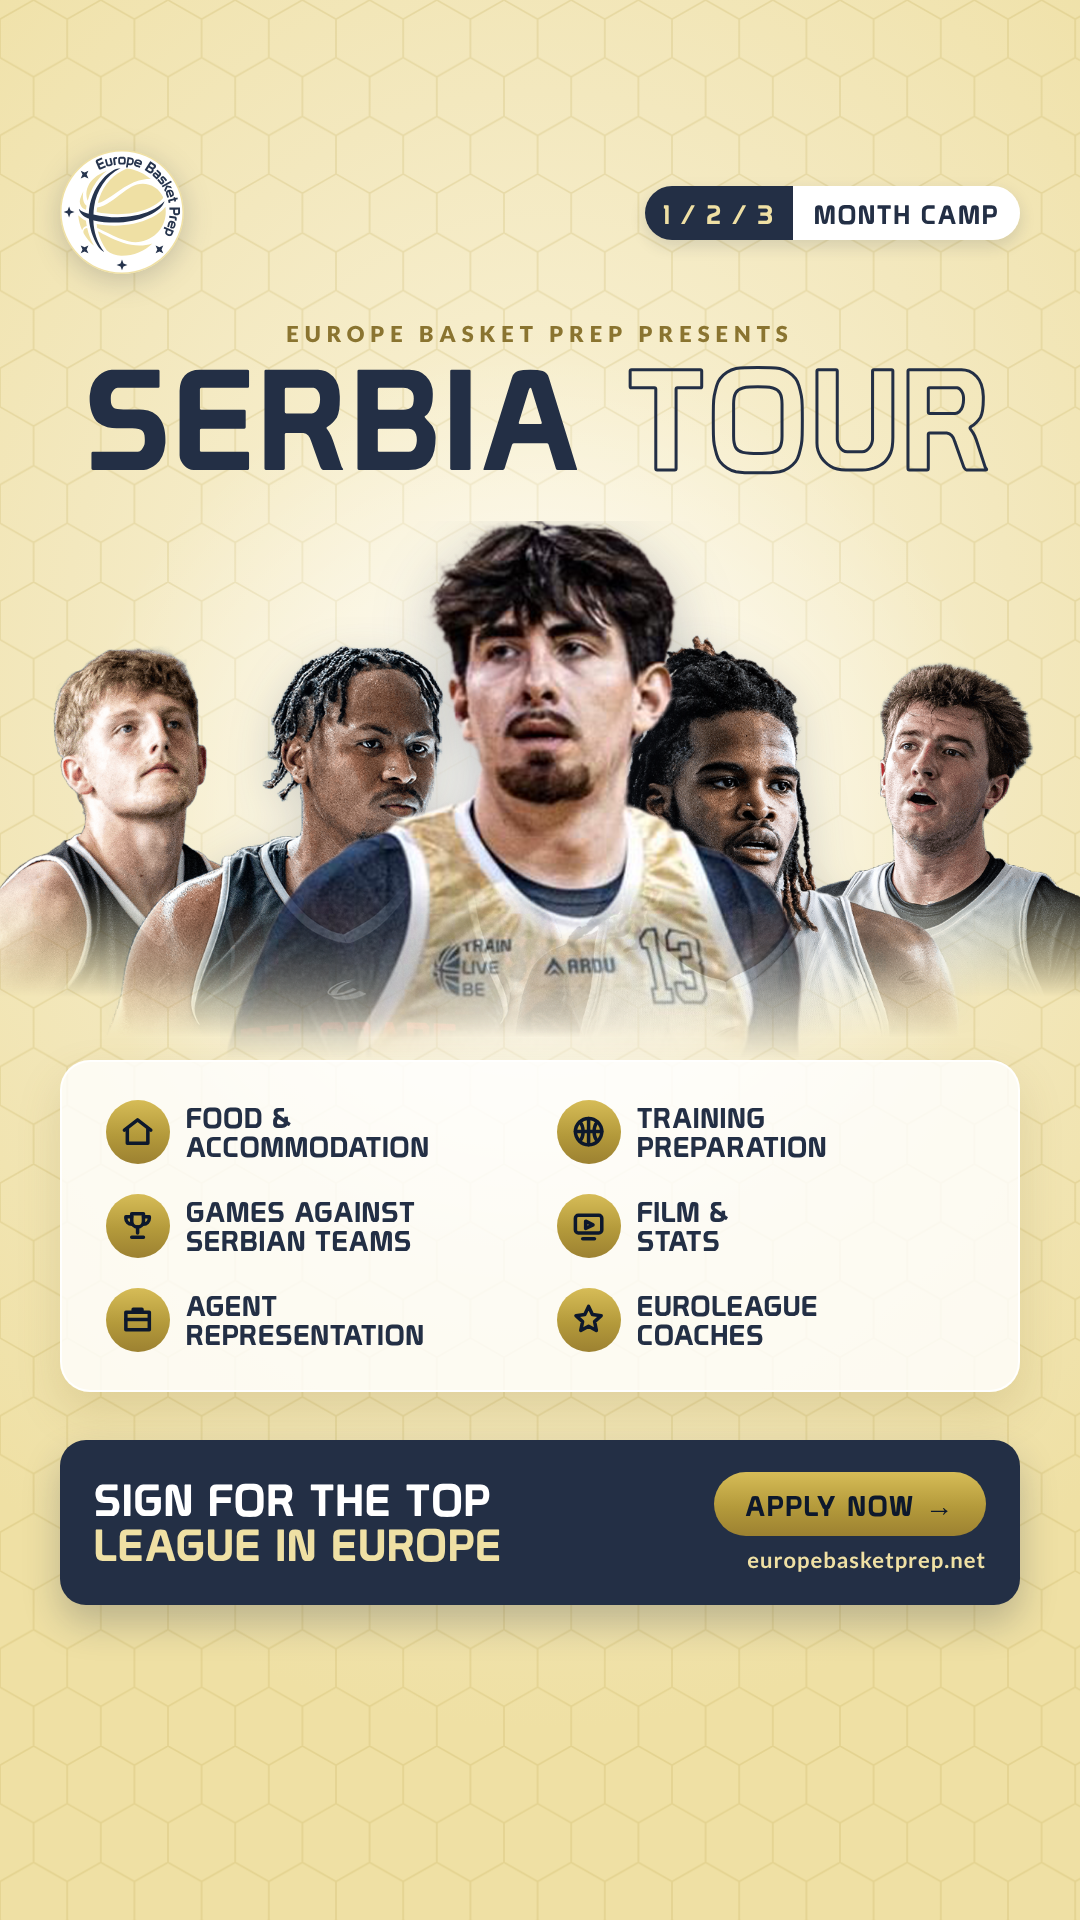 Europe Basket Prep
1 / 2 / 3 MONTH CAMP
EUROPE BASKET PREP PRESENTS
SERBIA TOUR
TRAIN
LIVE
BE
ARDU
13
FOOD &
ACCOMMODATION
TRAINING
PREPARATION
GAMES AGAINST
SERBIAN TEAMS
FILM &
STATS
AGENT
REPRESENTATION
EUROLEAGUE
COACHES
SIGN FOR THE TOP
LEAGUE IN EUROPE
APPLY NOW →
europebasketprep.net